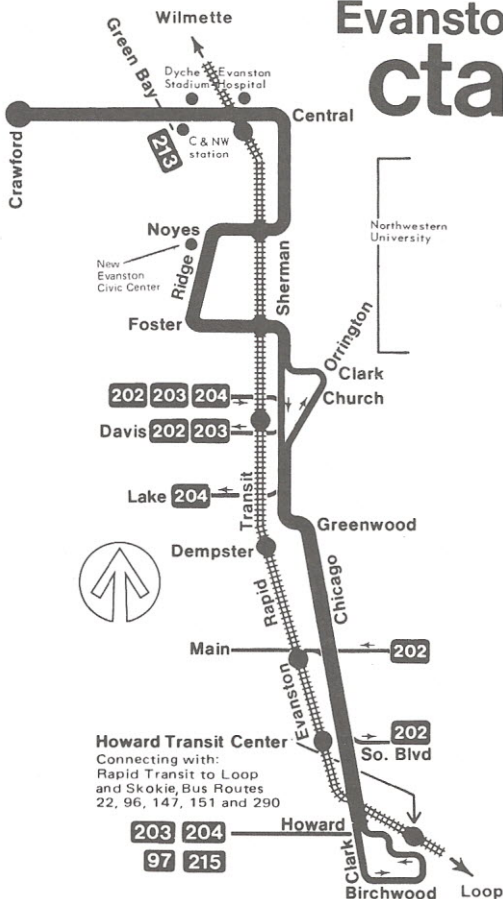 Evansto
cta
Wilmette
Green Bay
Dyche Stadium
Evanston Hospital
Central
Crawford
213
C & NW
station
Noyes
Northwestern
University
New
Evanston
Civic Center
Ridge
Sherman
Foster
Orrington
Clark
202 203 204
Church
Davis 202 203
Lake 204
Transit
Greenwood
Dempster
Rapid
Chicago
Main
202
Evanston
202
So. Blvd
Howard Transit Center
Connecting with:
Rapid Transit to Loop
and Skokie, Bus Routes
22, 96, 147, 151 and 290
203 204
Howard
97 215
Clark
Birchwood
Loop